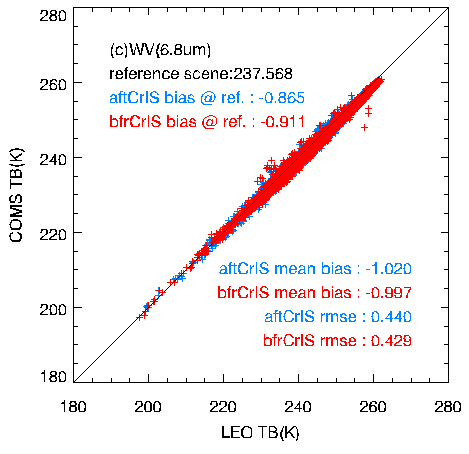 280
(c)WV(6.8um)
reference scene:237.568
aftCrIS bias @ ref. : -0.865
bfrCrIS bias @ ref. : -0.911
260
240
220
200
180
COMS TB(K)
aftCrIS mean bias : -1.020
bfrCrIS mean bias : -0.997
aftCrIS rmse : 0.440
bfrCrIS rmse : 0.429
180 200 220 240 260 280
LEO TB(K)